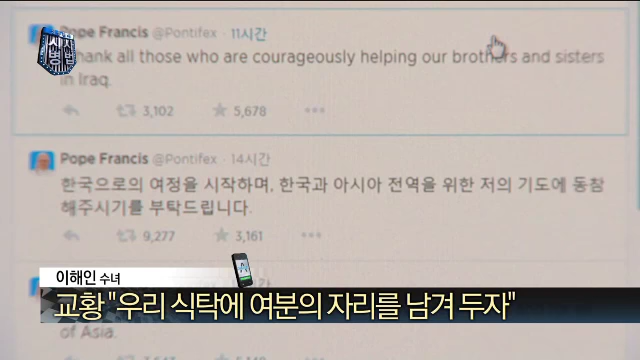 신삼
병법
Pope Francis @Pontifex · 11시간
thank all those who are courageously helping our brothers and sisters
in Iraq.
3,102 5,678
Pope Francis @Pontifex · 14시간
한국으로의 여정을 시작하며, 한국과 아시아 전역을 위한 저의 기도에 동참
해주시기를 부탁드립니다.
9,277 3,161
이해인 수녀
교황 "우리 식탁에 여분의 자리를 남겨 두자"
of Asia.